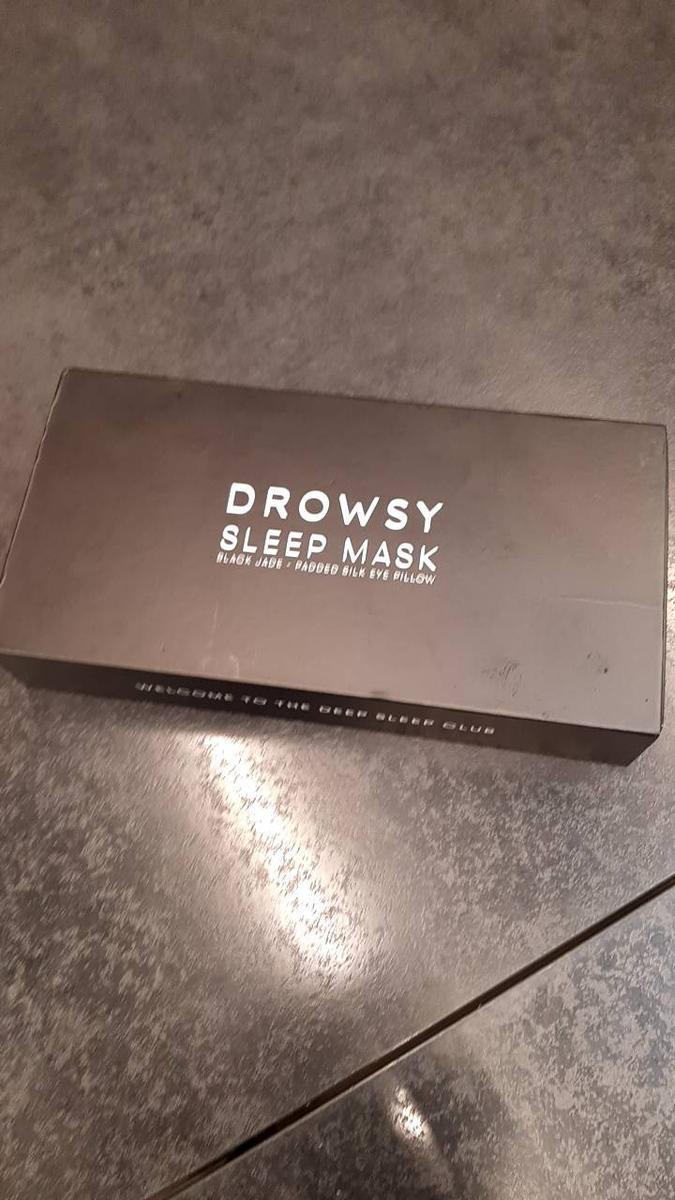 DROWSY
SLEEP MASK
BLACK JADE - PADDED SILK EYE PILLOW
WELCOME TO THE DEEP SLEEP CLUB